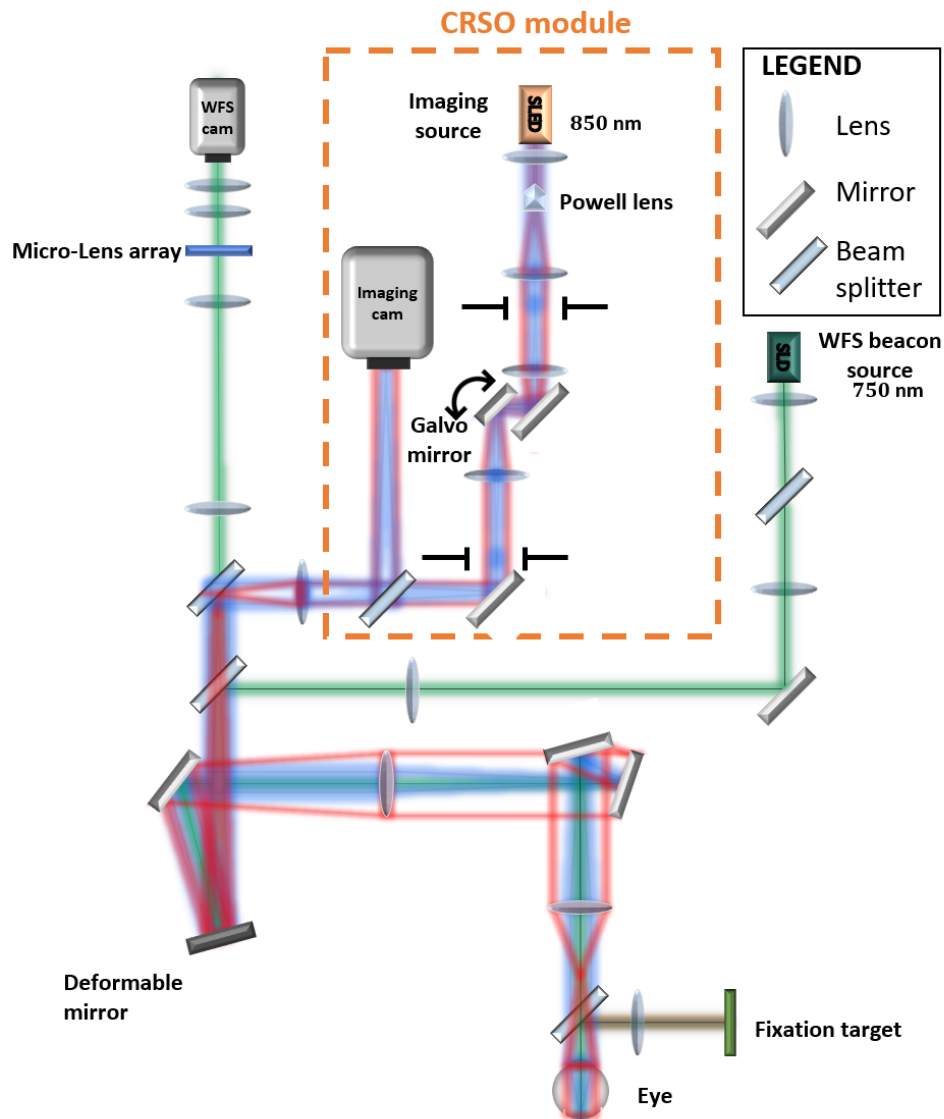 CRSO module
LEGEND
Lens
Mirror
Beam
splitter
WFS
cam
Imaging
source
SLED
850 nm
Powell lens
Micro-Lens array
Imaging
cam
Galvo
mirror
WFS beacon
source
750 nm
SLD
Deformable
mirror
Fixation target
Eye